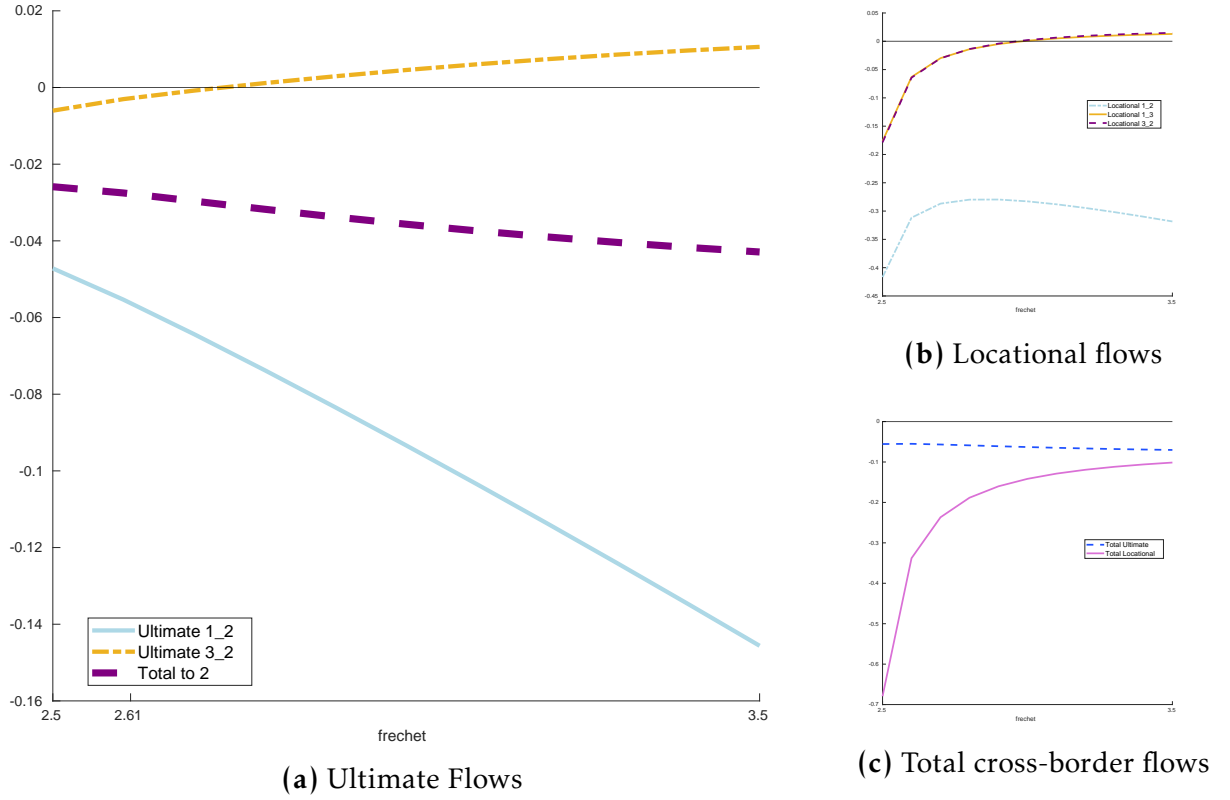 0.02
0
-0.02
-0.04
-0.06
-0.08
-0.1
-0.12
-0.14
-0.16
Ultimate 1_2
Ultimate 3_2
Total to 2
2.5 2.61 3.5
frechet
(a) Ultimate Flows
0.05
0
-0.05
-0.1
-0.15
-0.2
-0.25
-0.3
-0.35
-0.4
-0.45
Locational 1_2
Locational 1_3
Locational 3_2
2.5 3.5
frechet
(b) Locational flows
0
-0.1
-0.2
-0.3
-0.4
-0.5
-0.6
-0.7
Total Ultimate
Total Locational
2.5 3.5
frechet
(c) Total cross-border flows